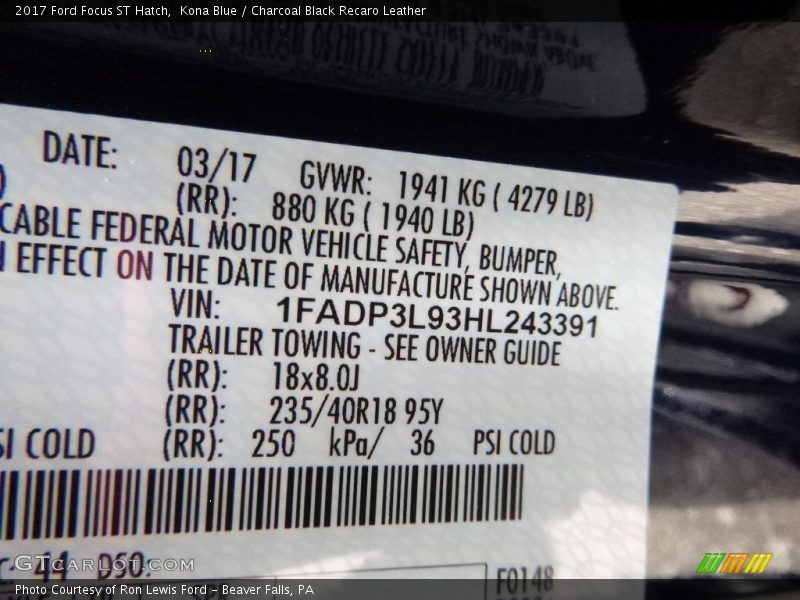 2017 Ford Focus ST Hatch, Kona Blue / Charcoal Black Recaro Leather
DATE: 03/17 GVWR: 1941 KG ( 4279 LB)
(RR): 880 KG ( 1940 LB)
CABLE FEDERAL MOTOR VEHICLE SAFETY, BUMPER,
EFFECT ON THE DATE OF MANUFACTURE SHOWN ABOVE.
VIN: 1FADP3L93HL243391
TRAILER TOWING - SEE OWNER GUIDE
(RR): 18x8.0J
(RR): 235/40R18 95Y
SI COLD (RR): 250 kPa/ 36 PSI COLD
44 D50.
GTCarLot.com
F0148
Photo Courtesy of Ron Lewis Ford - Beaver Falls, PA